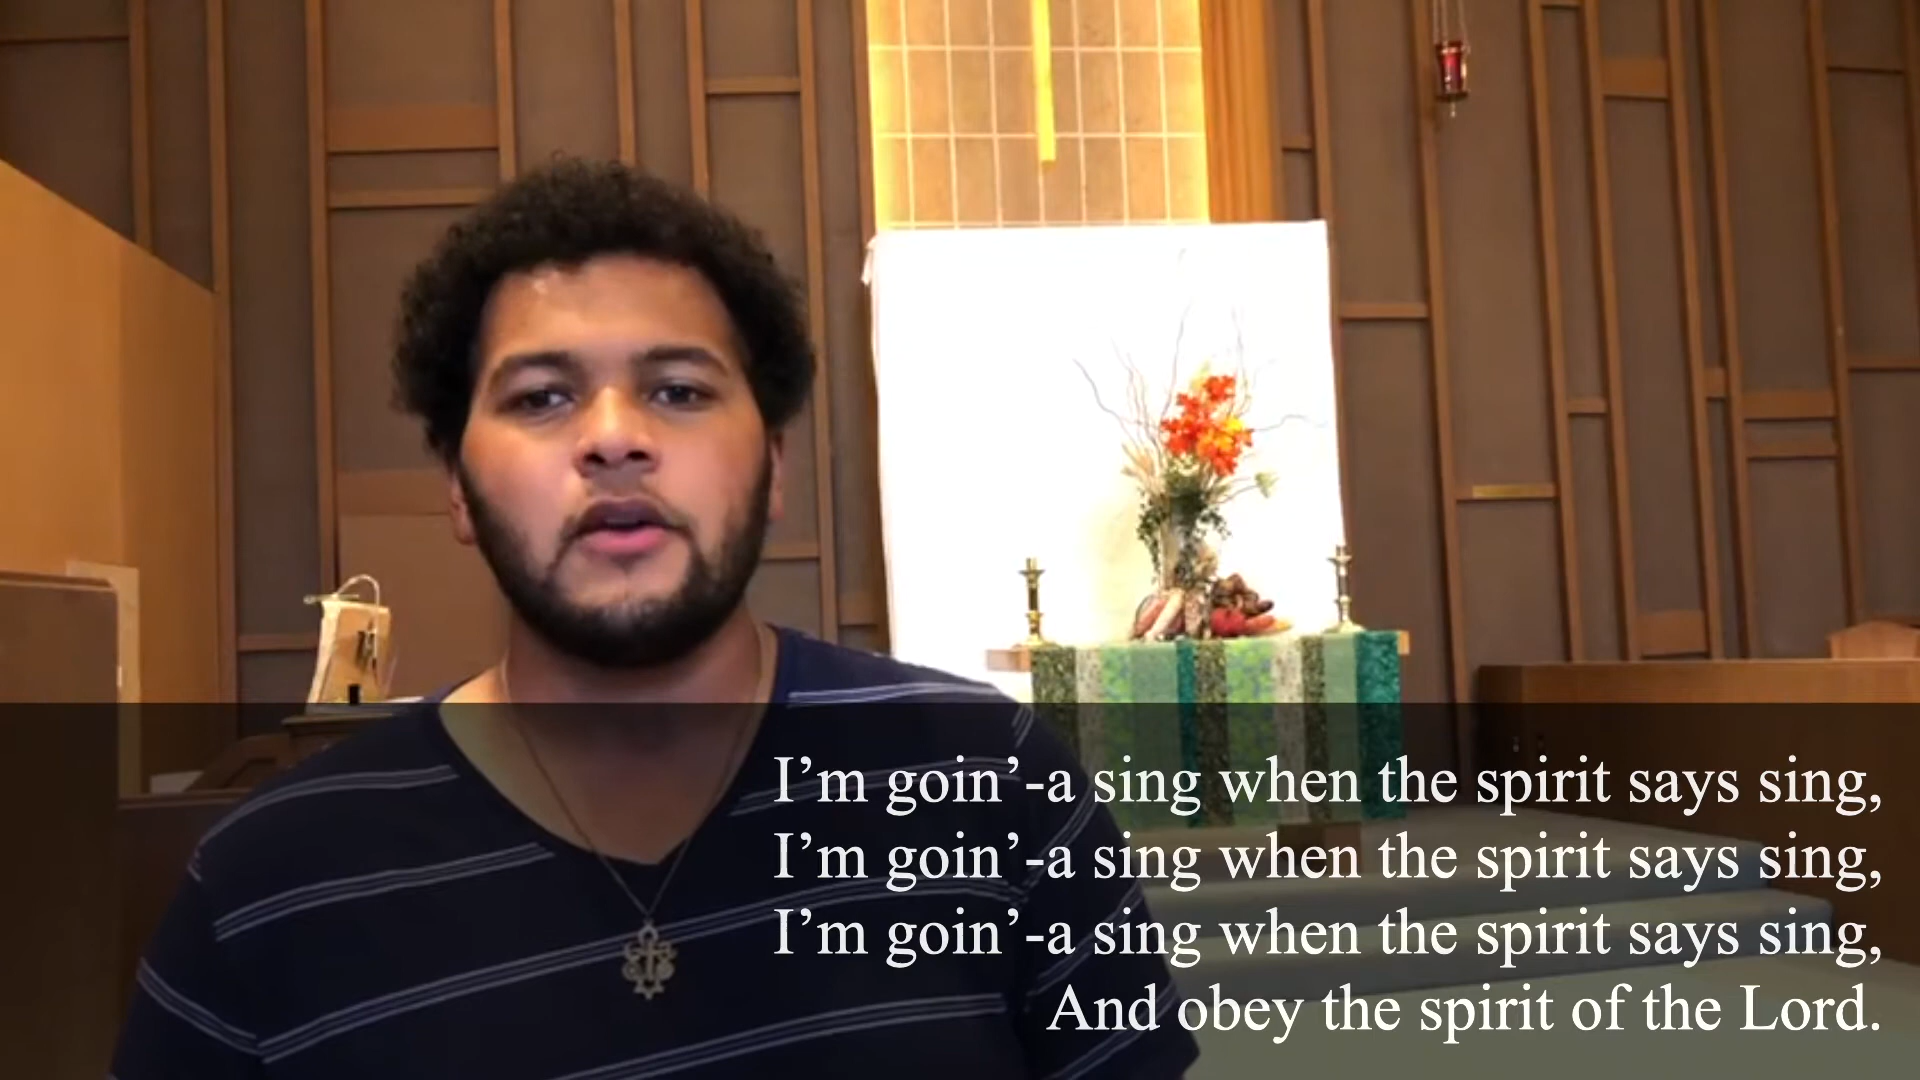 I’m goin’-a sing when the spirit says sing,
I’m goin’-a sing when the spirit says sing,
I’m goin’-a sing when the spirit says sing,
And obey the spirit of the Lord.